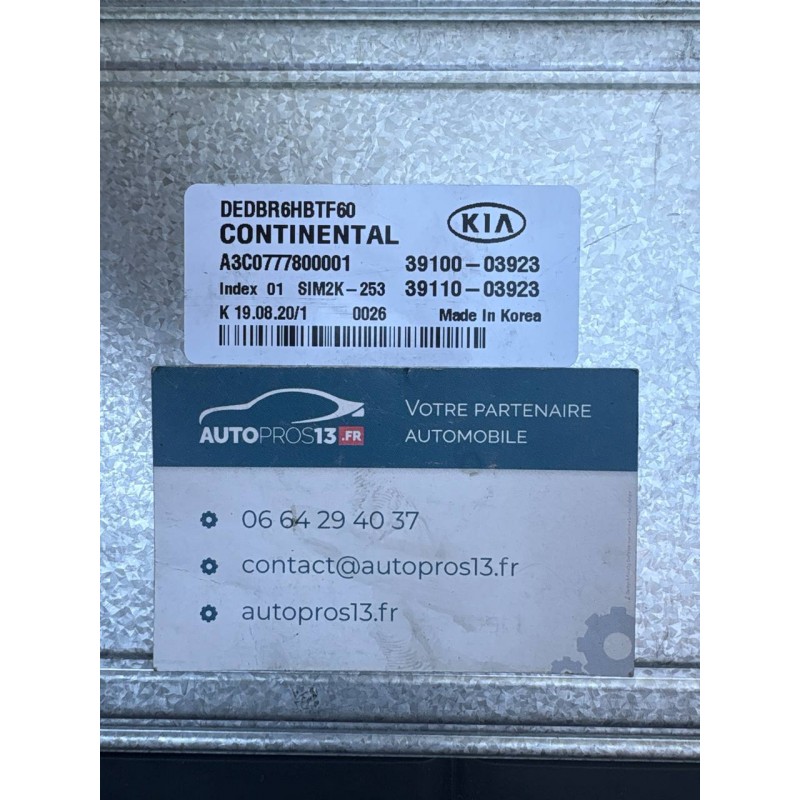 DEDBR6HBTF60
CONTINENTAL
KIA
A3C0777800001 39100-03923
Index 01 SIM2K-253 39110-03923
K 19.08.20/1 0026 Made In Korea
AUTOPROS13.FR
VOTRE PARTENAIRE
AUTOMOBILE
06 64 29 40 37
contact@autopros13.fr
autopros13.fr